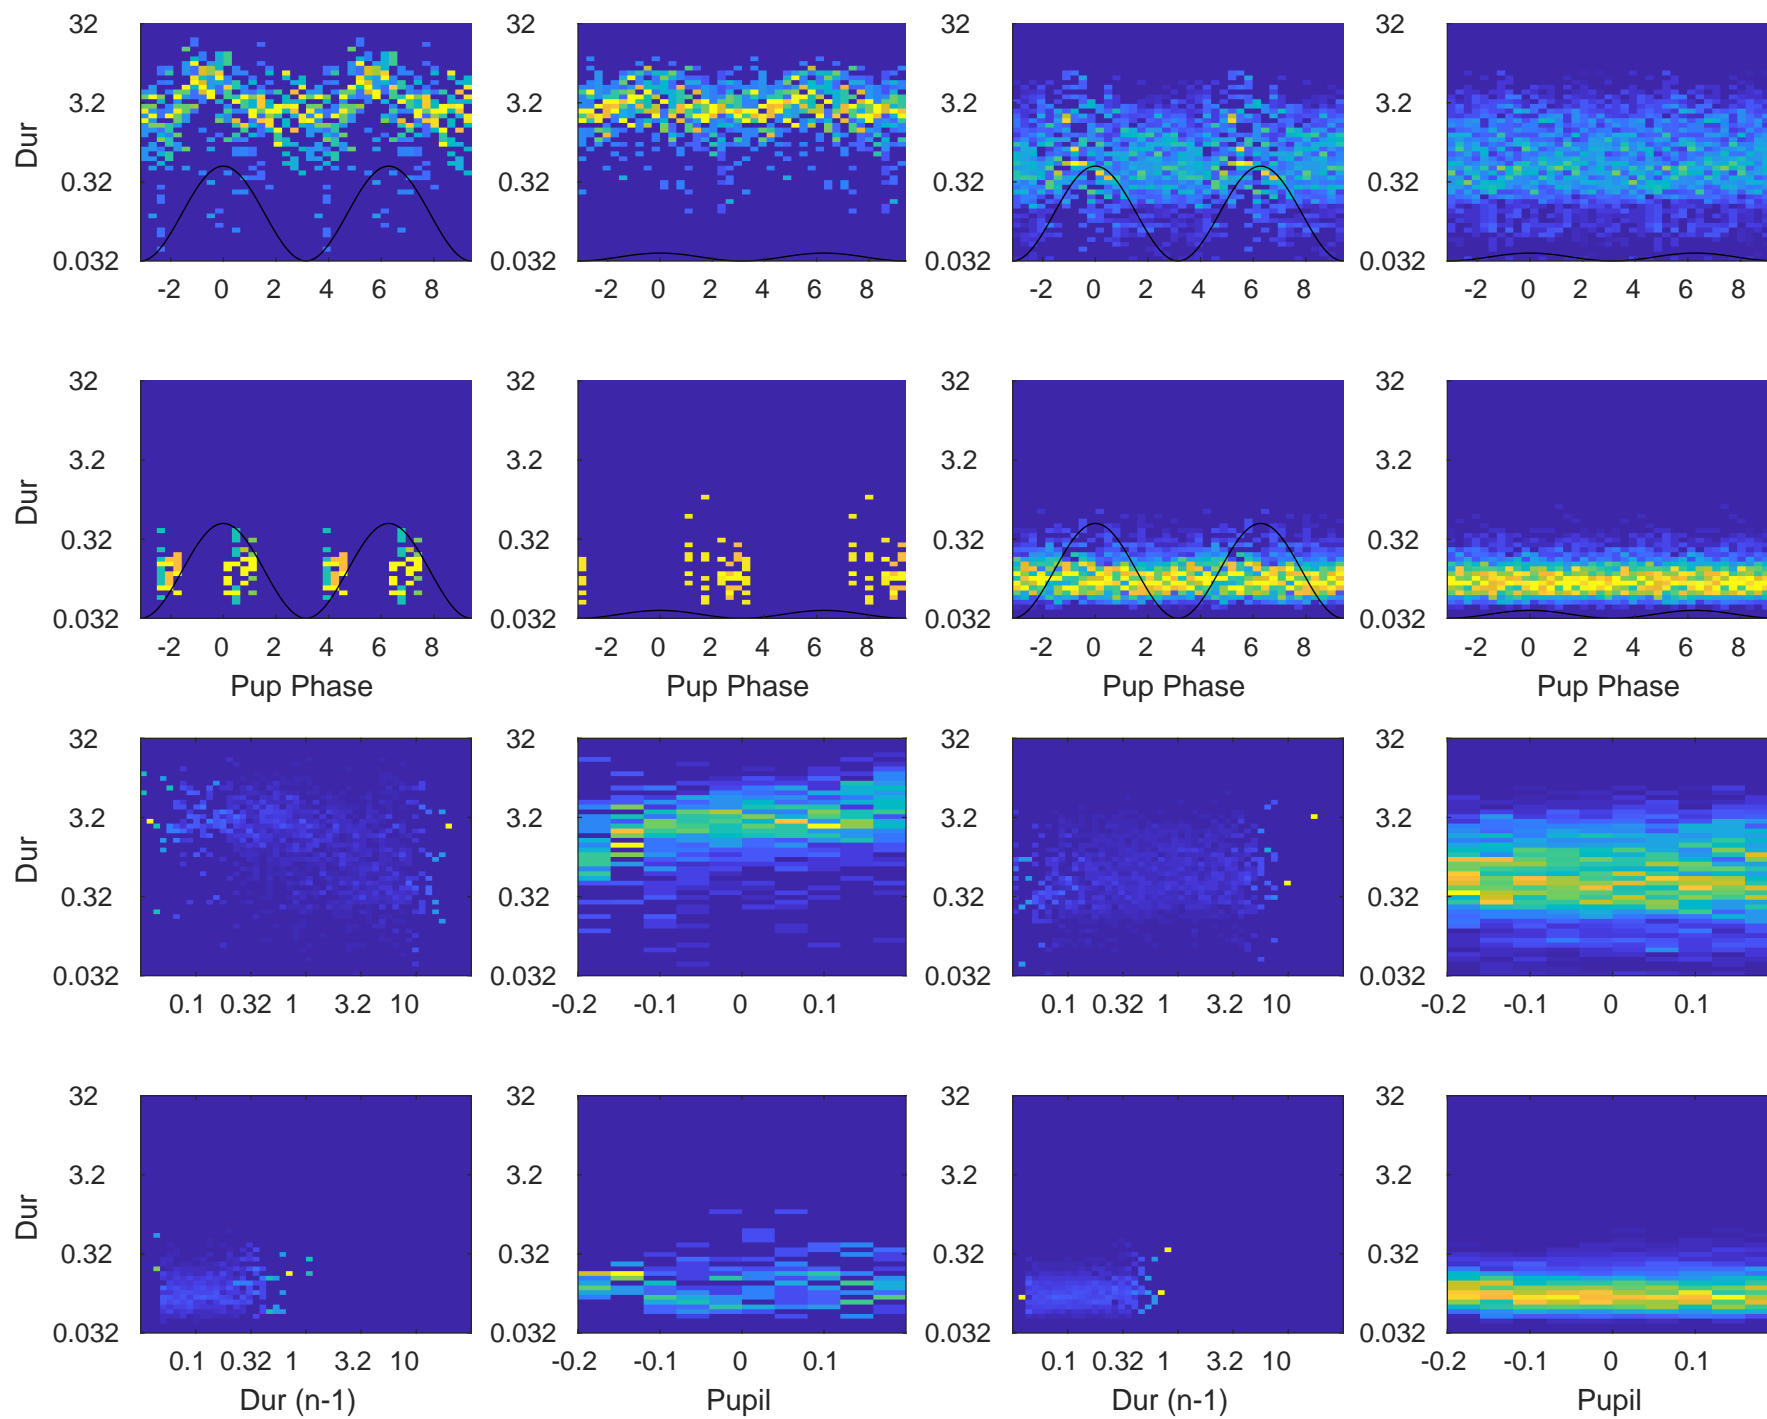 32 32 32 32
Dur 3.2 3.2 3.2 3.2
0.32 0.32 0.32 0.32
0.032 0.032 0.032 0.032
-2 0 2 4 6 8 -2 0 2 4 6 8 -2 0 2 4 6 8 -2 0 2 4 6 8
32 32 32 32
3.2 3.2 3.2 3.2
Dur 0.32 0.32 0.32 0.32
0.032 0.032 0.032 0.032
-2 0 2 4 6 8 -2 0 2 4 6 8 -2 0 2 4 6 8 -2 0 2 4 6 8
Pup Phase Pup Phase Pup Phase Pup Phase
32 32 32 32
3.2 3.2 3.2 3.2
Dur 0.32 0.32 0.32 0.32
0.032 0.032 0.032 0.032
0.1 0.32 1 3.2 10 -0.2 -0.1 0 0.1 0.1 0.32 1 3.2 10 -0.2 -0.1 0 0.1
32 32 32 32
3.2 3.2 3.2 3.2
Dur 0.32 0.32 0.32 0.32
0.032 0.032 0.032 0.032
0.1 0.32 1 3.2 10 -0.2 -0.1 0 0.1 0.1 0.32 1 3.2 10 -0.2 -0.1 0 0.1
Dur (n-1) Pupil Dur (n-1) Pupil